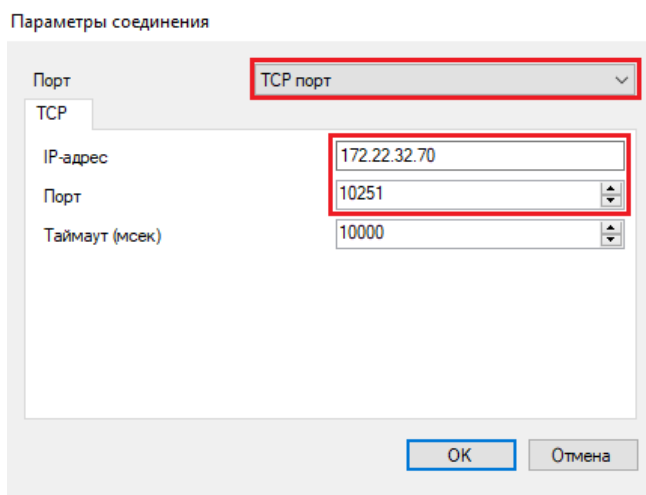 Параметры соединения
Порт TCP порт
TCP
IP-адрес 172.22.32.70
Порт 10251
Таймаут (мсек) 10000
OK Отмена